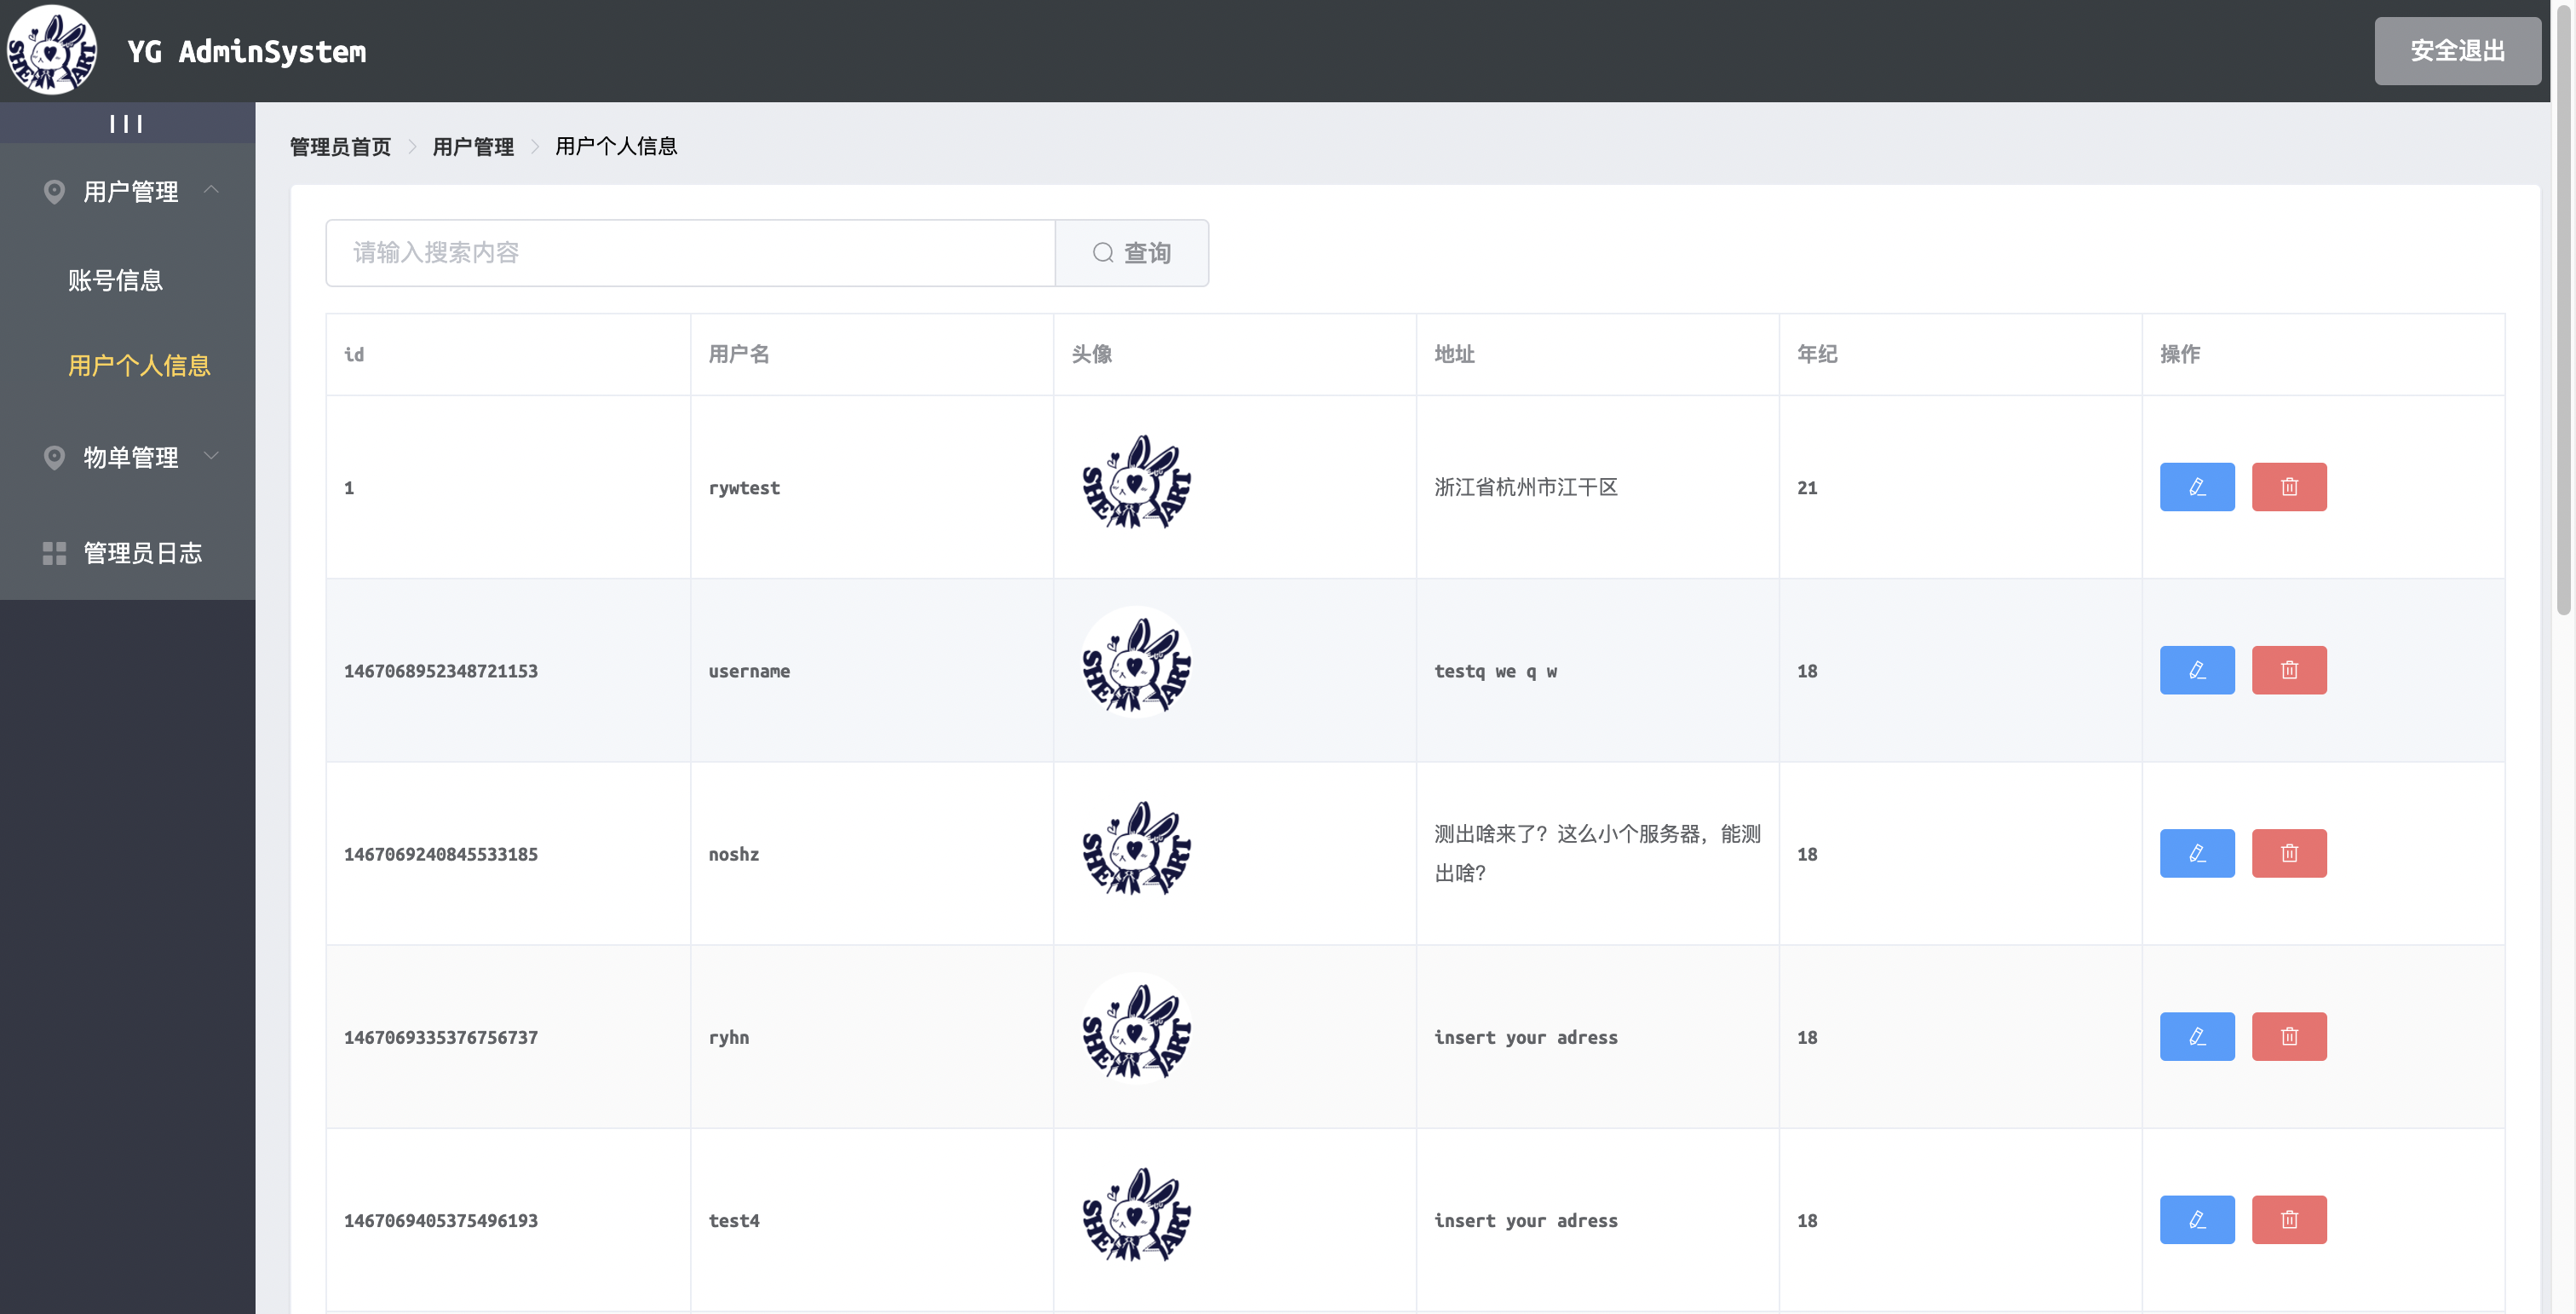 YG AdminSystem
安全退出
管理员首页 用户管理 用户个人信息
用户管理
账号信息
用户个人信息
物单管理
管理员日志
请输入搜索内容 查询
id 用户名 头像 地址 年纪 操作
1 rywtest SHE ART 浙江省杭州市江干区 21
1467068952348721153 username SHE ART testq we q w 18
1467069240845533185 noshz SHE ART 测出啥来了？这么小个服务器，能测
出啥？ 18
1467069335376756737 ryhn SHE ART insert your adress 18
1467069405375496193 test4 SHE ART insert your adress 18